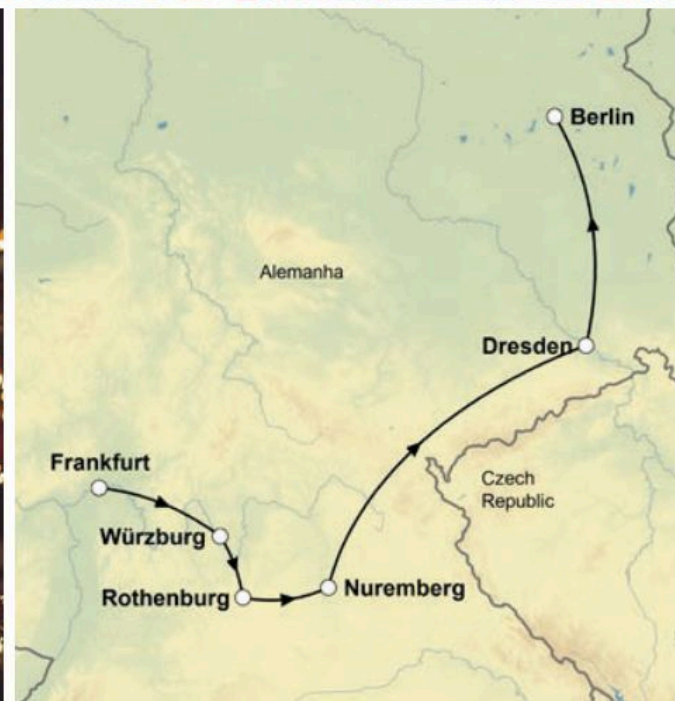 Berlin
Alemanha
Dresden
Frankfurt
Czech
Republic
Würzburg
Rothenburg
Nuremberg